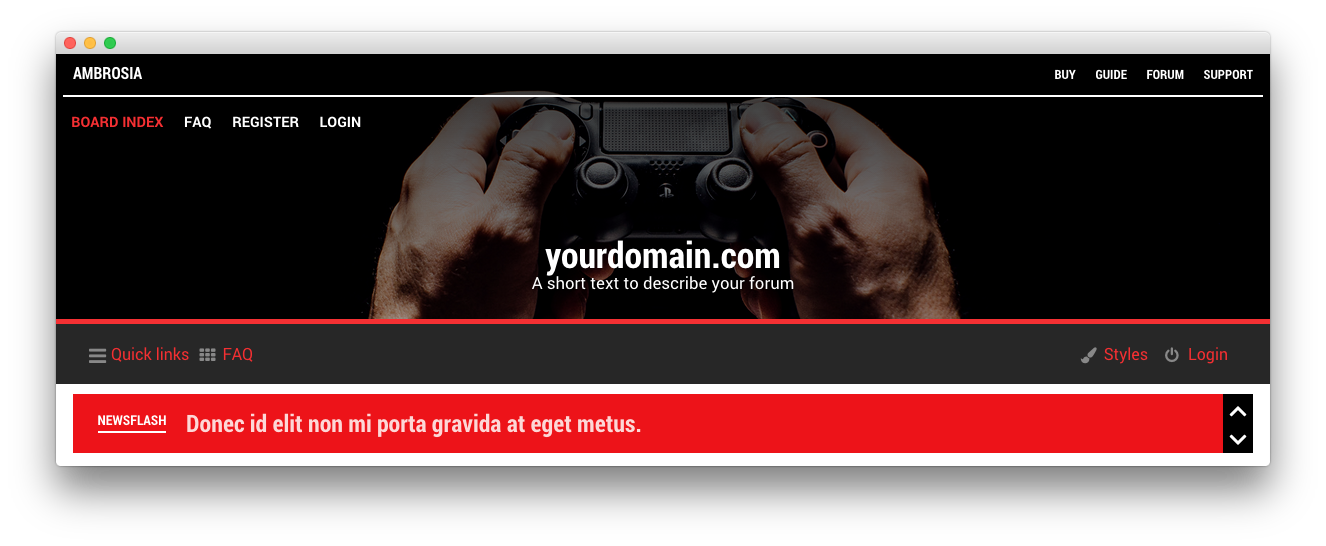 AMBROSIA BUY GUIDE FORUM SUPPORT
BOARD INDEX FAQ REGISTER LOGIN
yourdomain.com
A short text to describe your forum
Quick links FAQ Styles Login
NEWSFLASH Donec id elit non mi porta gravida at eget metus.